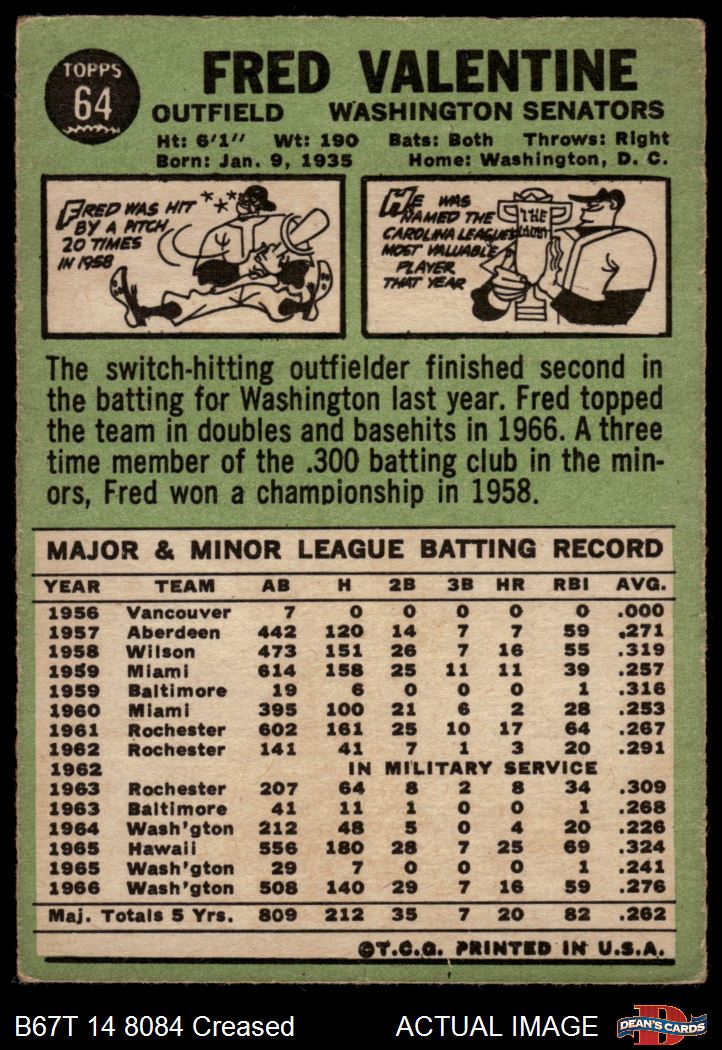 TOPPS
64
FRED VALENTINE
OUTFIELD WASHINGTON SENATORS
Ht: 6'1" Wt: 190 Bats: Both Throws: Right
Born: Jan. 9, 1935 Home: Washington, D. C.
FRED WAS HIT
BY A PITCH
20 TIMES
IN 1958
HE WAS
NAMED THE
CAROLINA LEAGUE'S
MOST VALUABLE
PLAYER
THAT YEAR
THE
MOST
The switch-hitting outfielder finished second in
the batting for Washington last year. Fred topped
the team in doubles and basehits in 1966. A three
time member of the .300 batting club in the min-
ors, Fred won a championship in 1958.
MAJOR & MINOR LEAGUE BATTING RECORD
YEAR TEAM AB H 2B 3B HR RBI AVG.
1956 Vancouver 7 0 0 0 0 0 .000
1957 Aberdeen 442 120 14 7 7 59 .271
1958 Wilson 473 151 26 7 16 55 .319
1959 Miami 614 158 25 11 11 39 .257
1959 Baltimore 19 6 0 0 0 1 .316
1960 Miami 395 100 21 6 2 28 .253
1961 Rochester 602 161 25 10 17 64 .267
1962 Rochester 141 41 7 1 3 20 .291
1962 IN MILITARY SERVICE
1963 Rochester 207 64 8 2 8 34 .309
1963 Baltimore 41 11 1 0 0 1 .268
1964 Wash'gton 212 48 5 0 4 20 .226
1965 Hawaii 556 180 28 7 25 69 .324
1965 Wash'gton 29 7 0 0 0 1 .241
1966 Wash'gton 508 140 29 7 16 59 .276
Maj. Totals 5 Yrs. 809 212 35 7 20 82 .262
©T.C.G. PRINTED IN U.S.A.
B67T 14 8084 Creased ACTUAL IMAGE
D
DEAN'S CARDS